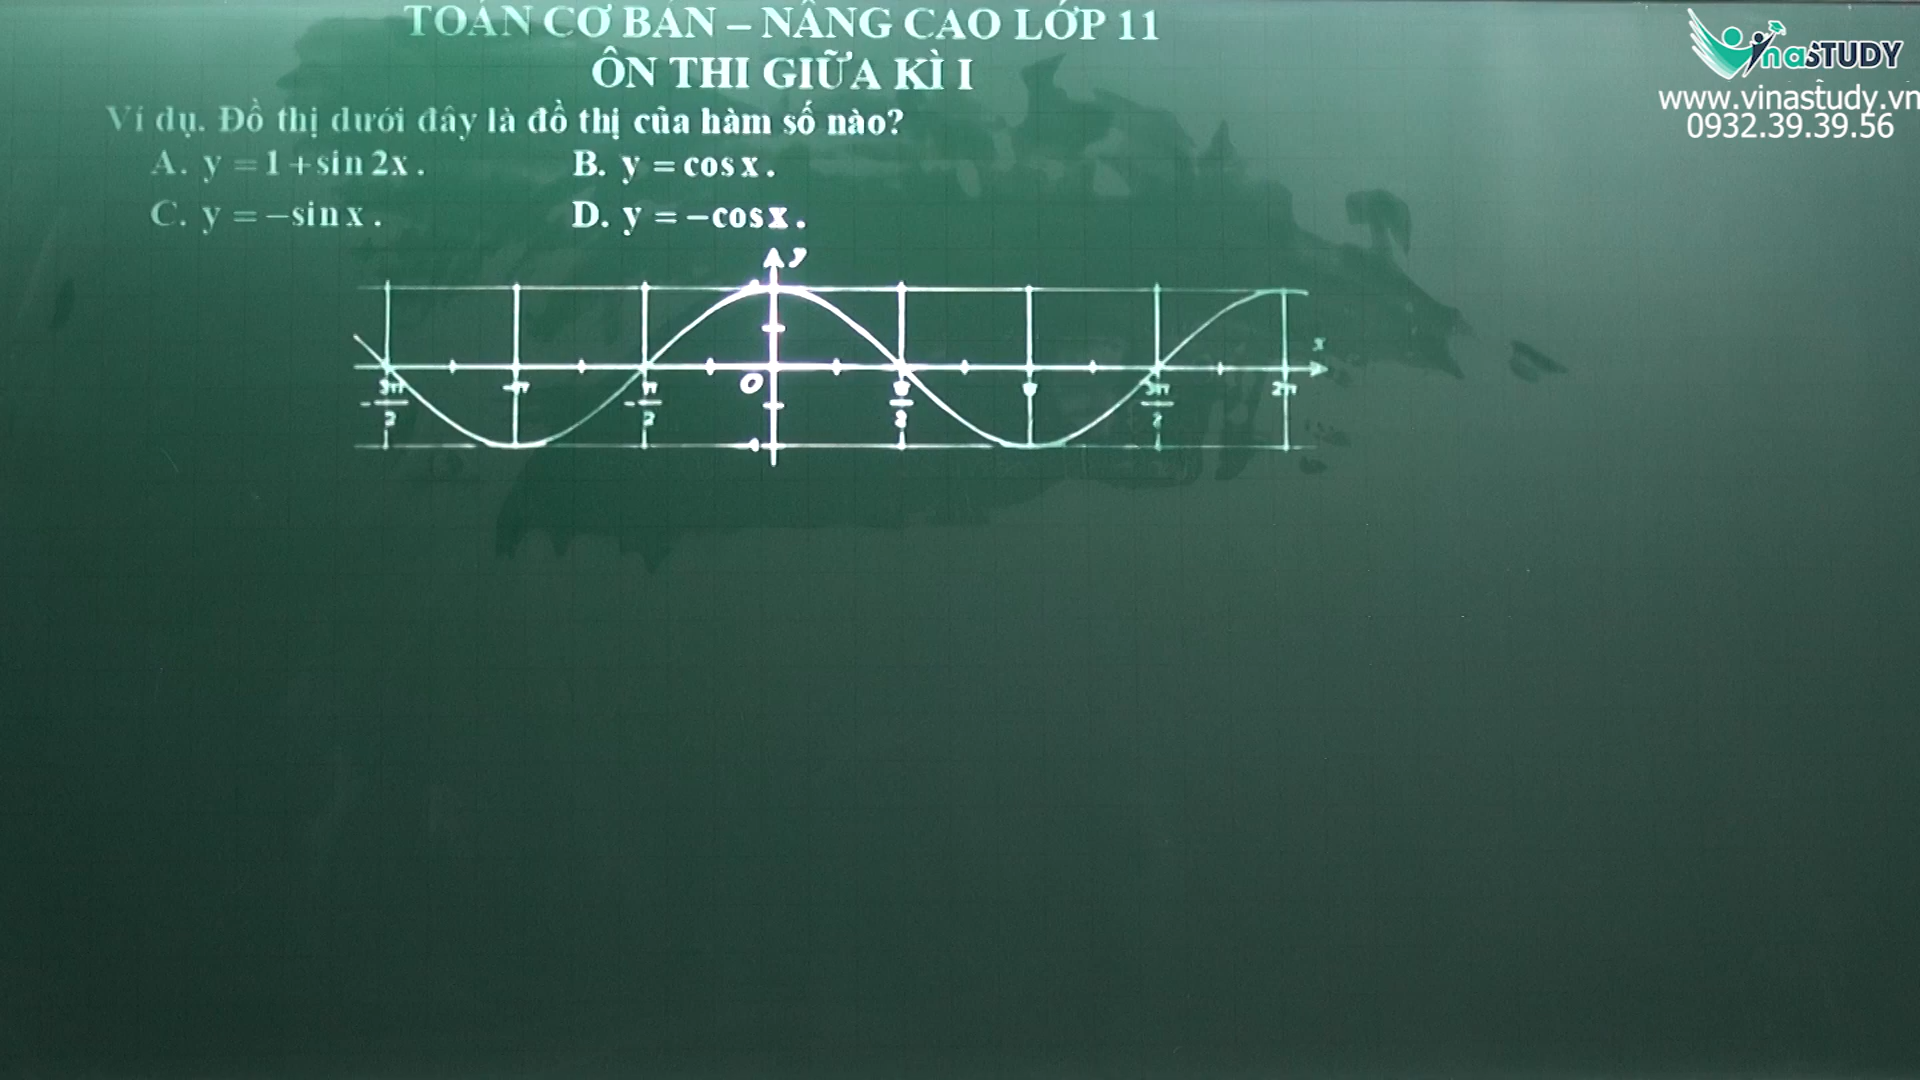 TOÁN CƠ BẢN – NÂNG CAO LỚP 11
ÔN THI GIỮA KÌ I
VinaSTUDY
www.vinastudy.vn
0932.39.39.56
Ví dụ. Đồ thị dưới đây là đồ thị của hàm số nào?
A. y = 1 + sin 2x .
B. y = cos x .
C. y = −sin x .
D. y = −cos x .
y
x
-3π/2 -π -π/2 O π/2 π 3π/2 2π